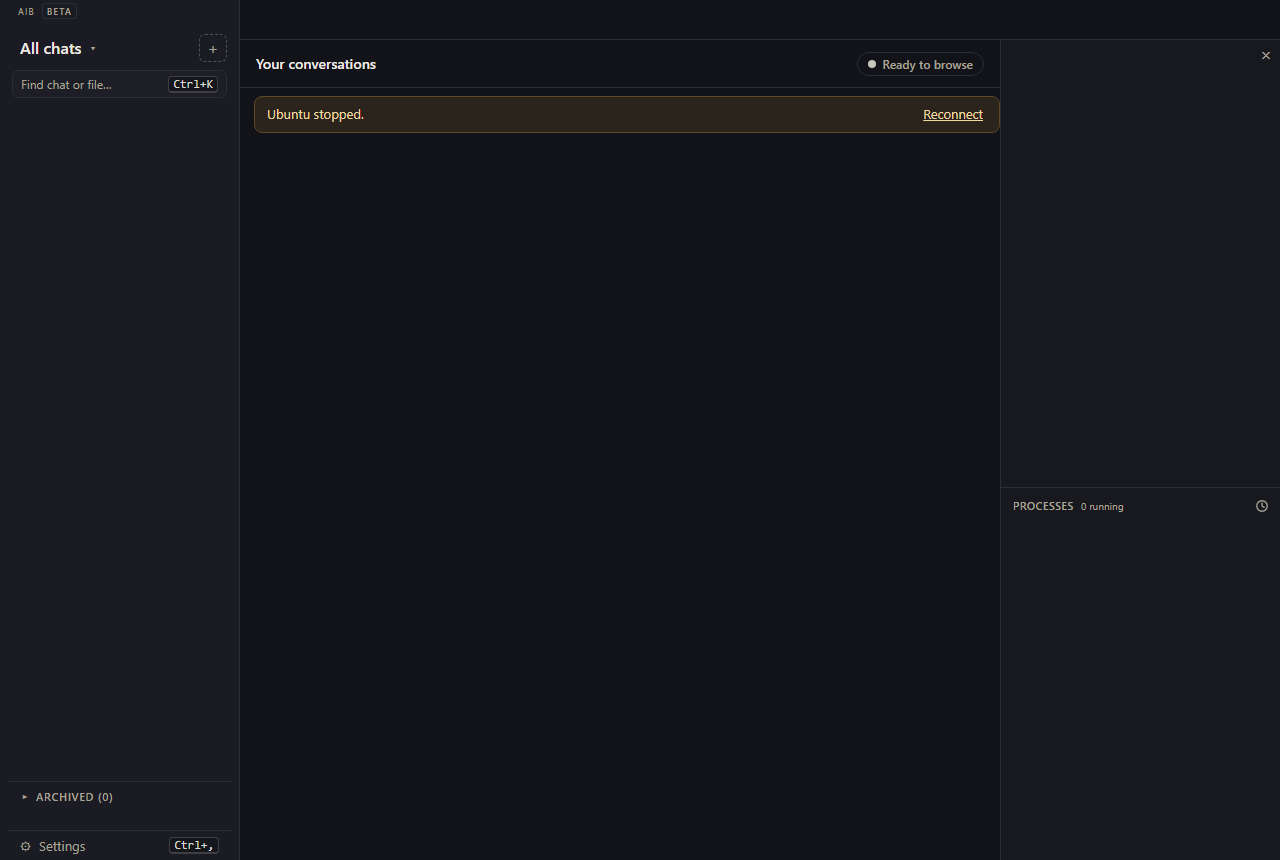 AIB BETA
All chats
+
Find chat or file... Ctrl+K
Your conversations
Ready to browse
Ubuntu stopped.
Reconnect
PROCESSES 0 running
ARCHIVED (0)
Settings Ctrl+,